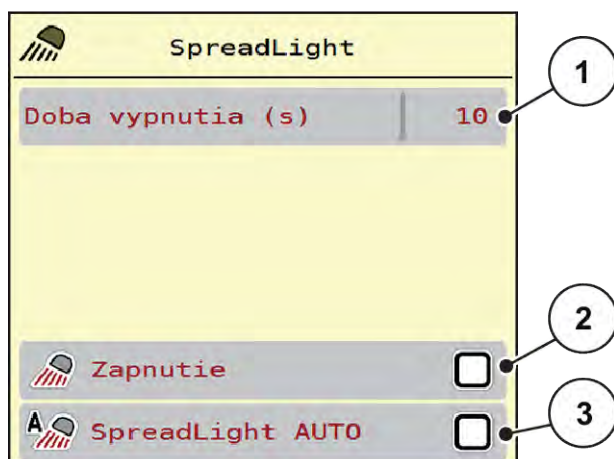 SpreadLight
Doba vypnutia (s) 10
1
Zapnutie
2
A
SpreadLight AUTO
3